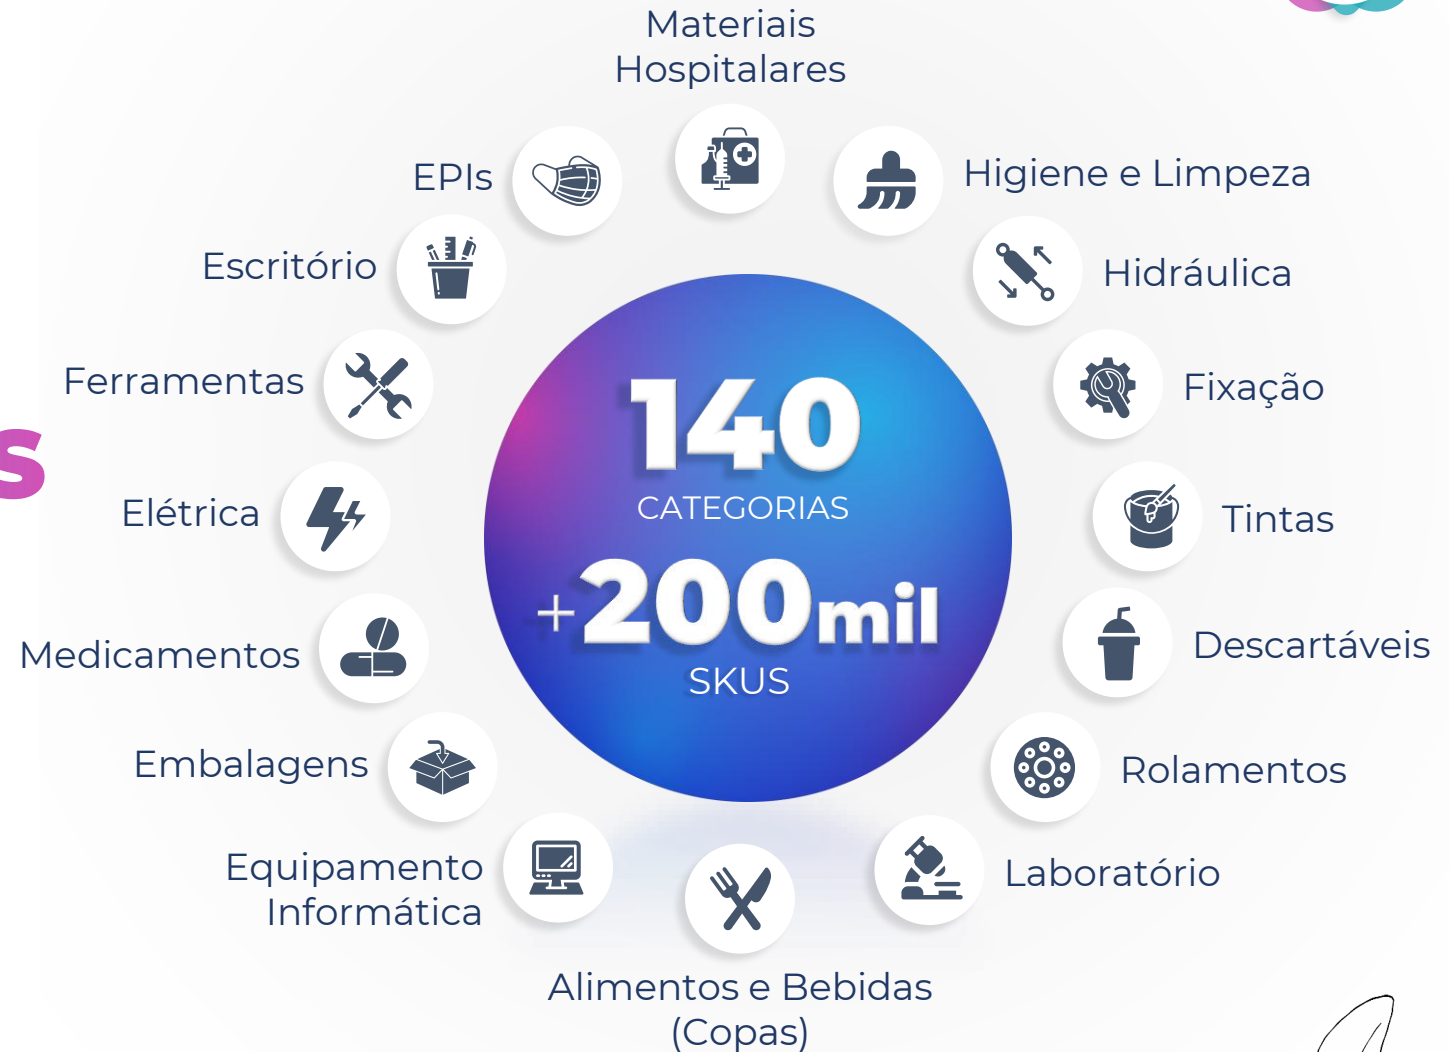 Materiais
Hospitalares
EPIs
Higiene e Limpeza
Escritório
Hidráulica
Ferramentas
Fixação
140
CATEGORIAS
s
Elétrica
Tintas
+200mil
SKUS
Medicamentos
Descartáveis
Embalagens
Rolamentos
Equipamento
Informática
Laboratório
Alimentos e Bebidas
(Copas)